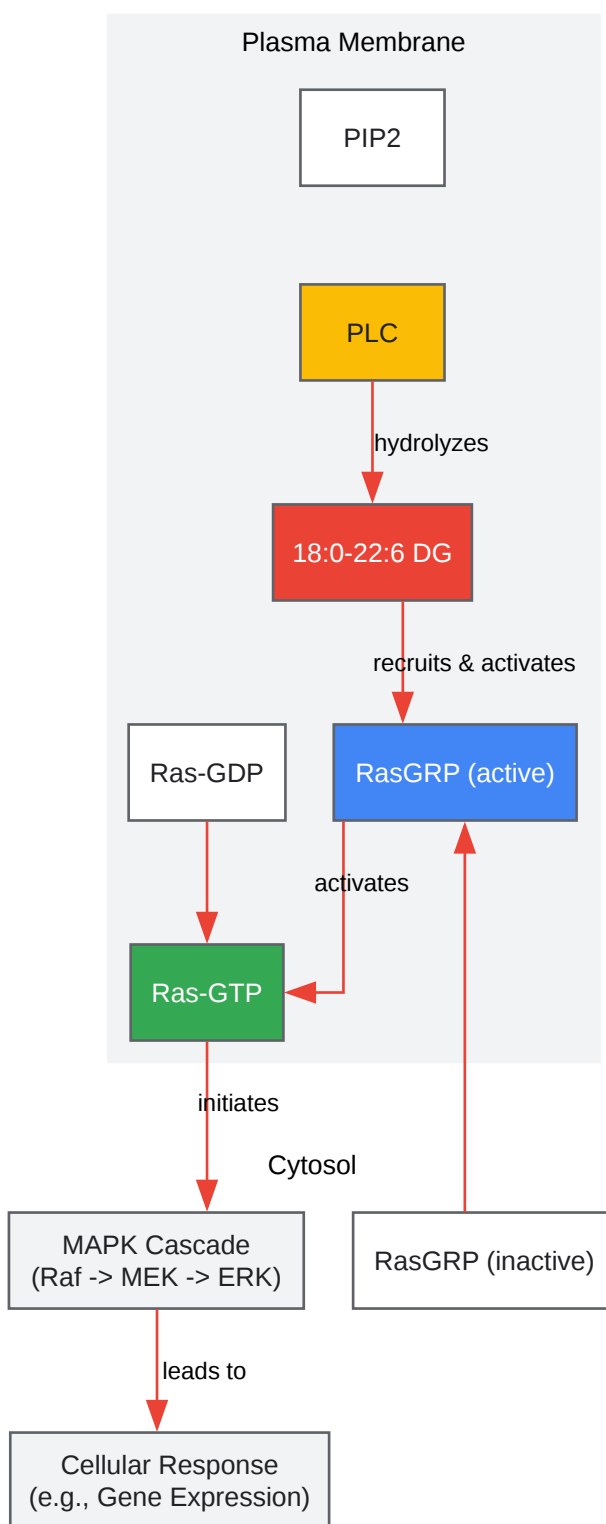 Plasma Membrane
PIP2
PLC
hydrolyzes
18:0-22:6 DG
recruits & activates
Ras-GDP
RasGRP (active)
activates
Ras-GTP
initiates
Cytosol
MAPK Cascade
(Raf -> MEK -> ERK)
RasGRP (inactive)
leads to
Cellular Response
(e.g., Gene Expression)